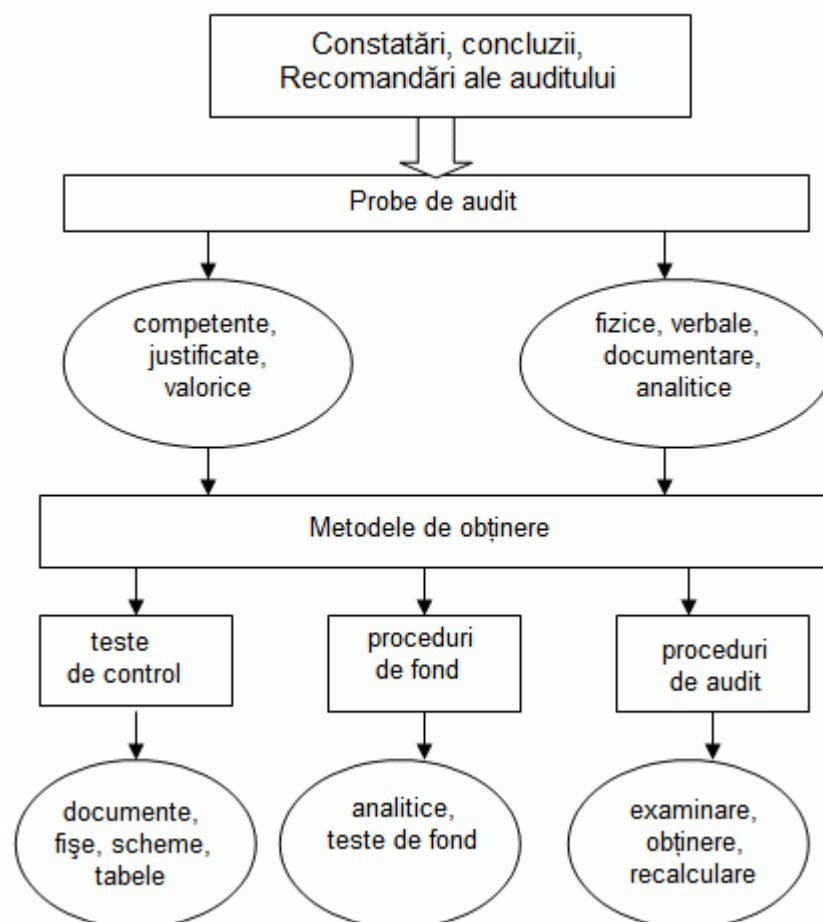 Constatări, concluzii,
Recomandări ale auditului
Probe de audit
competente,
justificate,
valorice
fizice, verbale,
documentare,
analitice
Metodele de obținere
teste
de control
proceduri
de fond
proceduri
de audit
documente,
fişe, scheme,
tabele
analitice,
teste de fond
examinare,
obținere,
recalculare